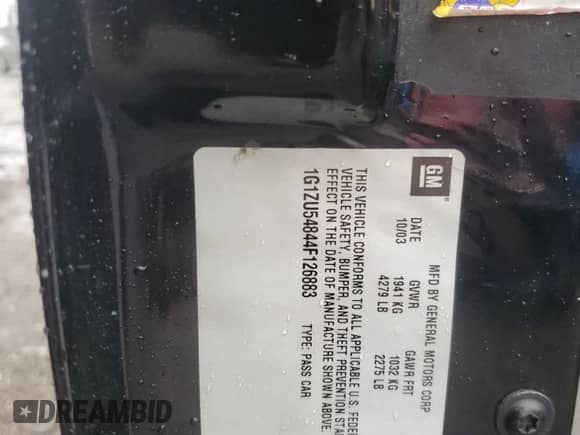 GM
MFD BY GENERAL MOTORS CORP
DATE GVWR GAWR FRT
10/03 1941 KG 1032 KG
4279 LB 2275 LB
THIS VEHICLE CONFORMS TO ALL APPLICABLE U.S. FEDER
VEHICLE SAFETY, BUMPER, AND THEFT PREVENTION STA
EFFECT ON THE DATE OF MANUFACTURE SHOWN ABOVE.
1G1ZU54844F126883 TYPE: PASS CAR
DREAMBID